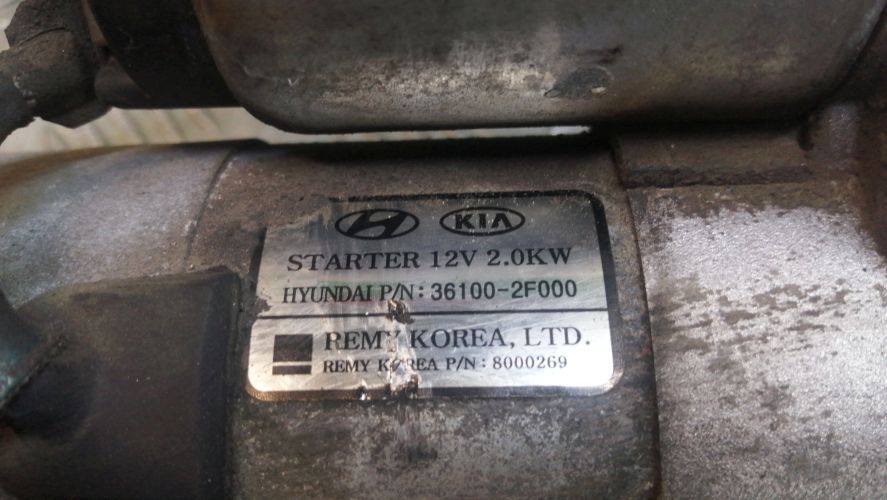 KIA
STARTER 12V 2.0KW
HYUNDAI P/N: 36100-2F000
REMY KOREA, LTD.
REMY KOREA P/N: 8000269